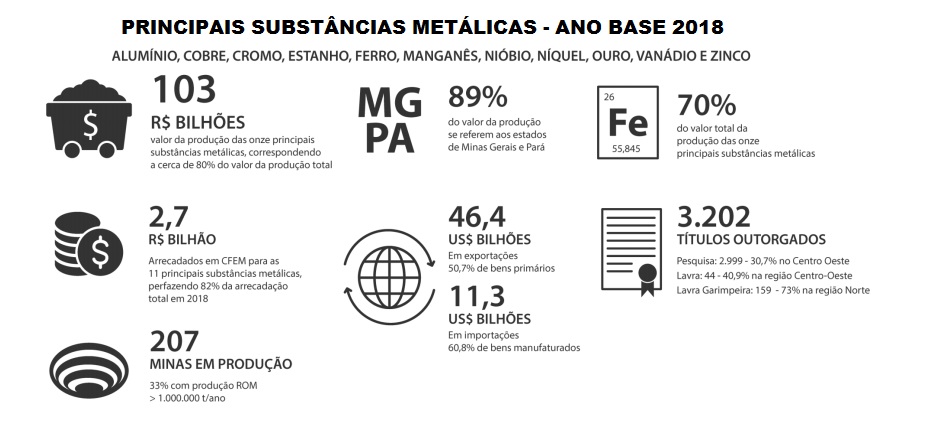 PRINCIPAIS SUBSTÂNCIAS METÁLICAS - ANO BASE 2018
ALUMÍNIO, COBRE, CROMO, ESTANHO, FERRO, MANGANÊS, NIÓBIO, NÍQUEL, OURO, VANÁDIO E ZINCO
$
103
R$ BILHÕES
valor da produção das onze principais
substâncias metálicas, correspondendo
a cerca de 80% do valor da produção total
MG
PA
89%
do valor da produção
se referem aos estados
de Minas Gerais e Pará
26
Fe
55,845
70%
do valor total da
produção das onze
principais substâncias metálicas
$
2,7
R$ BILHÃO
Arrecadados em CFEM para as
11 principais substâncias metálicas,
perfazendo 82% da arrecadação
total em 2018
46,4
US$ BILHÕES
Em exportações
50,7% de bens primários
11,3
US$ BILHÕES
Em importações
60,8% de bens manufaturados
3.202
TÍTULOS OUTORGADOS
Pesquisa: 2.999 - 30,7% no Centro Oeste
Lavra: 44 - 40,9% na região Centro-Oeste
Lavra Garimpeira: 159 - 73% na região Norte
207
MINAS EM PRODUÇÃO
33% com produção ROM
> 1.000.000 t/ano